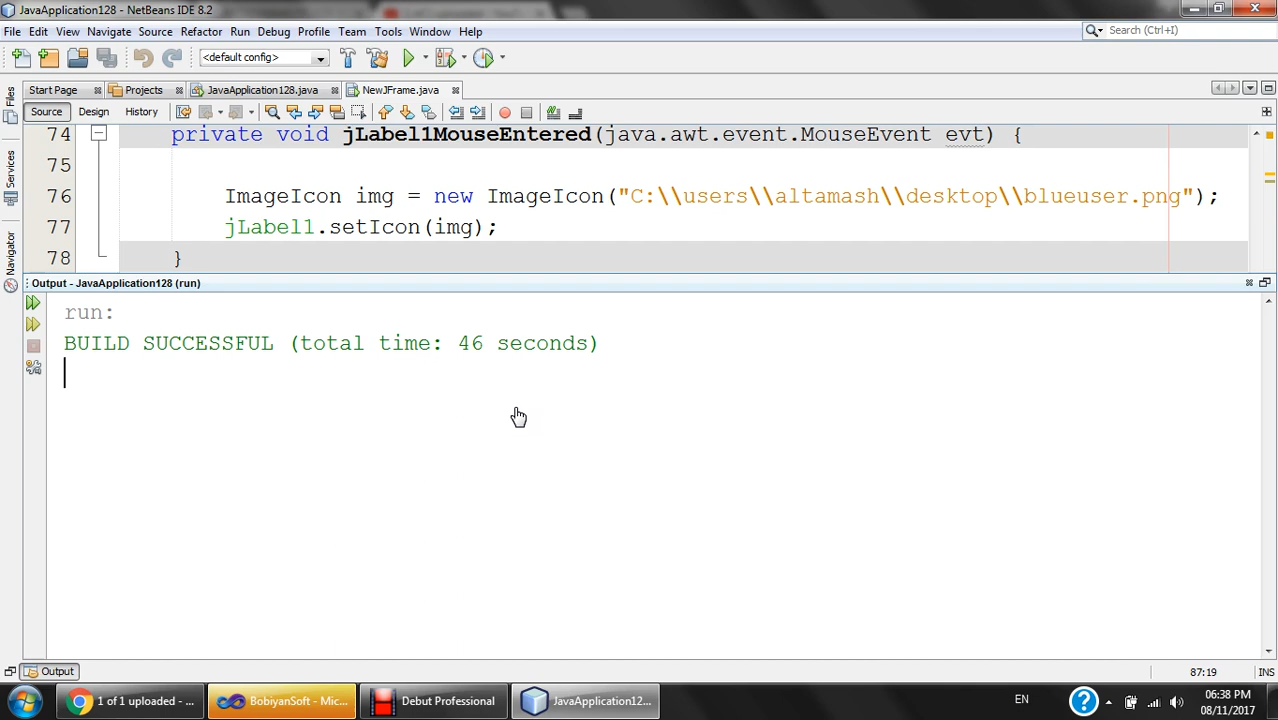 JavaApplication128 - NetBeans IDE 8.2
File Edit View Navigate Source Refactor Run Debug Profile Team Tools Window Help
Search (Ctrl+I)
<default config>
Start Page Projects JavaApplication128.java NewJFrame.java
Source Design History
Files
Services
Navigator
74 private void jLabel1MouseEntered(java.awt.event.MouseEvent evt) {
75
76 ImageIcon img = new ImageIcon("C:\\users\\altamash\\desktop\\blueuser.png");
77 jLabel1.setIcon(img);
78 }
Output - JavaApplication128 (run)
run:
BUILD SUCCESSFUL (total time: 46 seconds)
Output
87:19 INS
1 of 1 uploaded - ... BobiyanSoft - Mic... Debut Professional JavaApplication12... EN 06:38 PM
08/11/2017